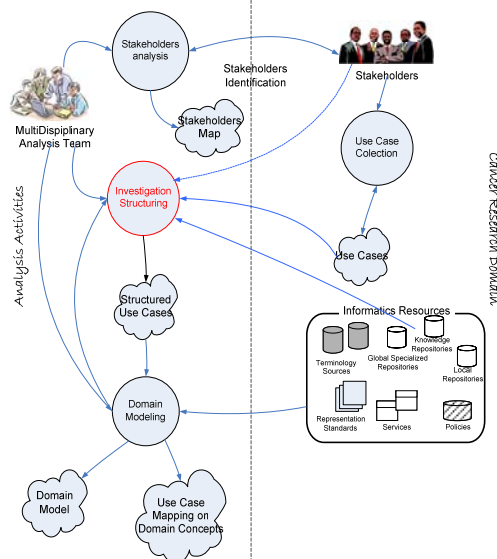 Stakeholders
analysis
Stakeholders
Identification
Stakeholders
MultiDispiplinary
Analysis Team
Stakeholders
Map
Use Case
Colection
Investigation
Structuring
Analysis Activities
Cancer Research Domain
Use Cases
Structured
Use Cases
Informatics Resources
Knowledge
Repositories
Terminology
Sources
Global Specialized
Repositories
Local
Repositories
Domain
Modeling
Representation
Standards
Services
Policies
Domain
Model
Use Case
Mapping on
Domain Concepts